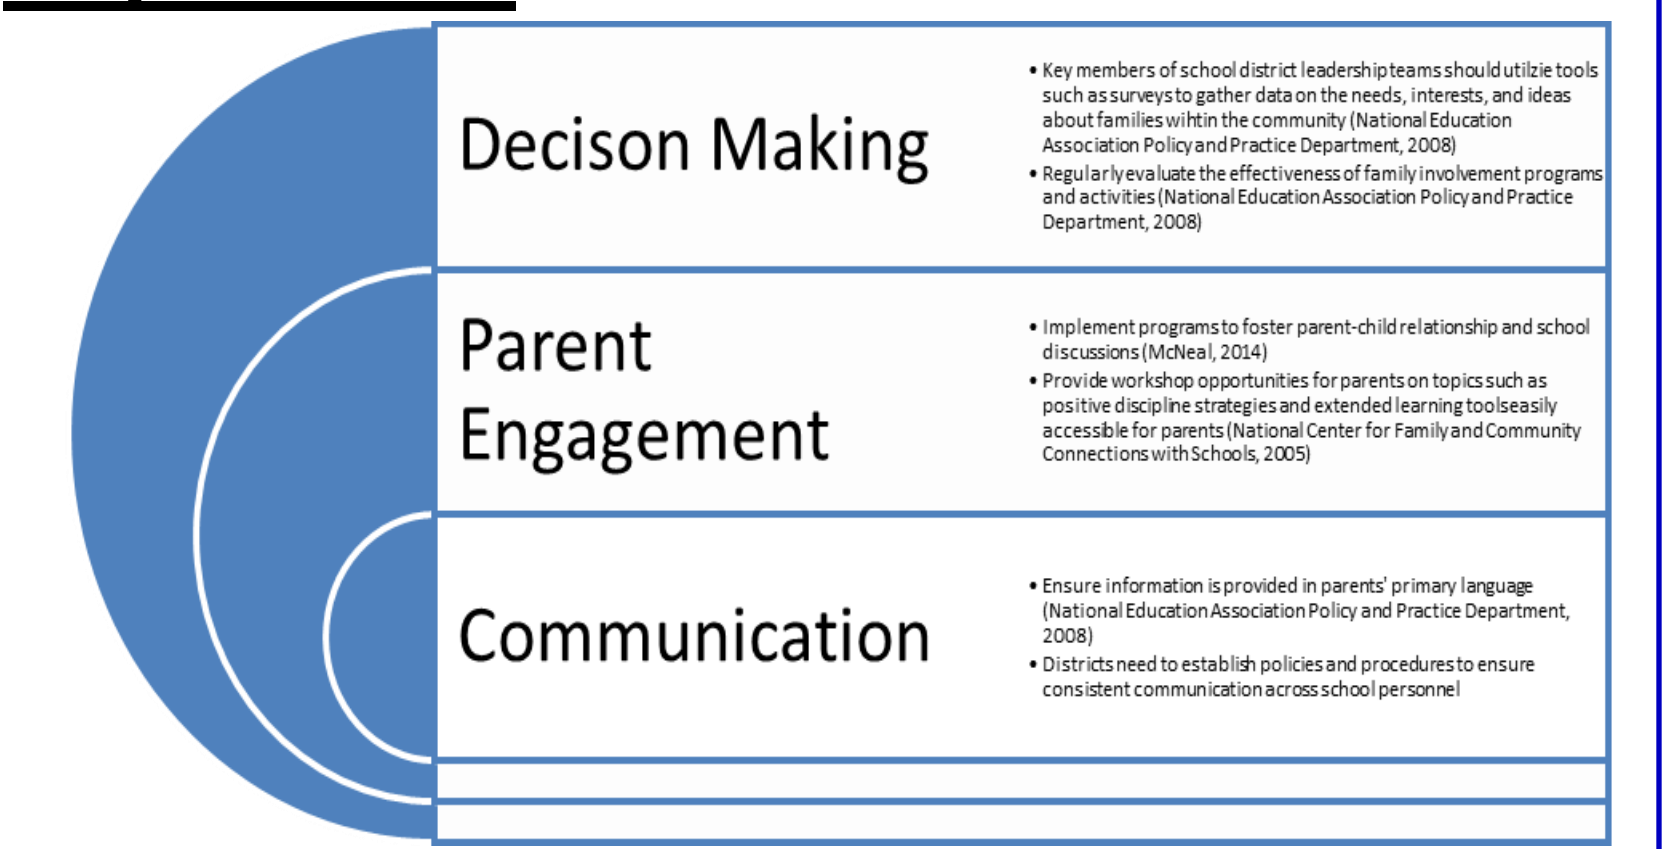 Decison Making
• Key members of school district leadership teams should utilzie tools
such as surveys to gather data on the needs, interests, and ideas
about families wihtin the community (National Education
Association Policy and Practice Department, 2008)
• Regularly evaluate the effectiveness of family involvement programs
and activities (National Education Association Policy and Practice
Department, 2008)
Parent
Engagement
• Implement programs to foster parent-child relationship and school
discussions (McNeal, 2014)
• Provide workshop opportunities for parents on topics such as
positive discipline strategies and extended learning toolseasily
accessible for parents (National Center for Family and Community
Connections with Schools, 2005)
Communication
• Ensure information is provided in parents' primary language
(National Education Association Policy and Practice Department,
2008)
• Districts need to establish policies and procedures to ensure
consistent communication across school personnel